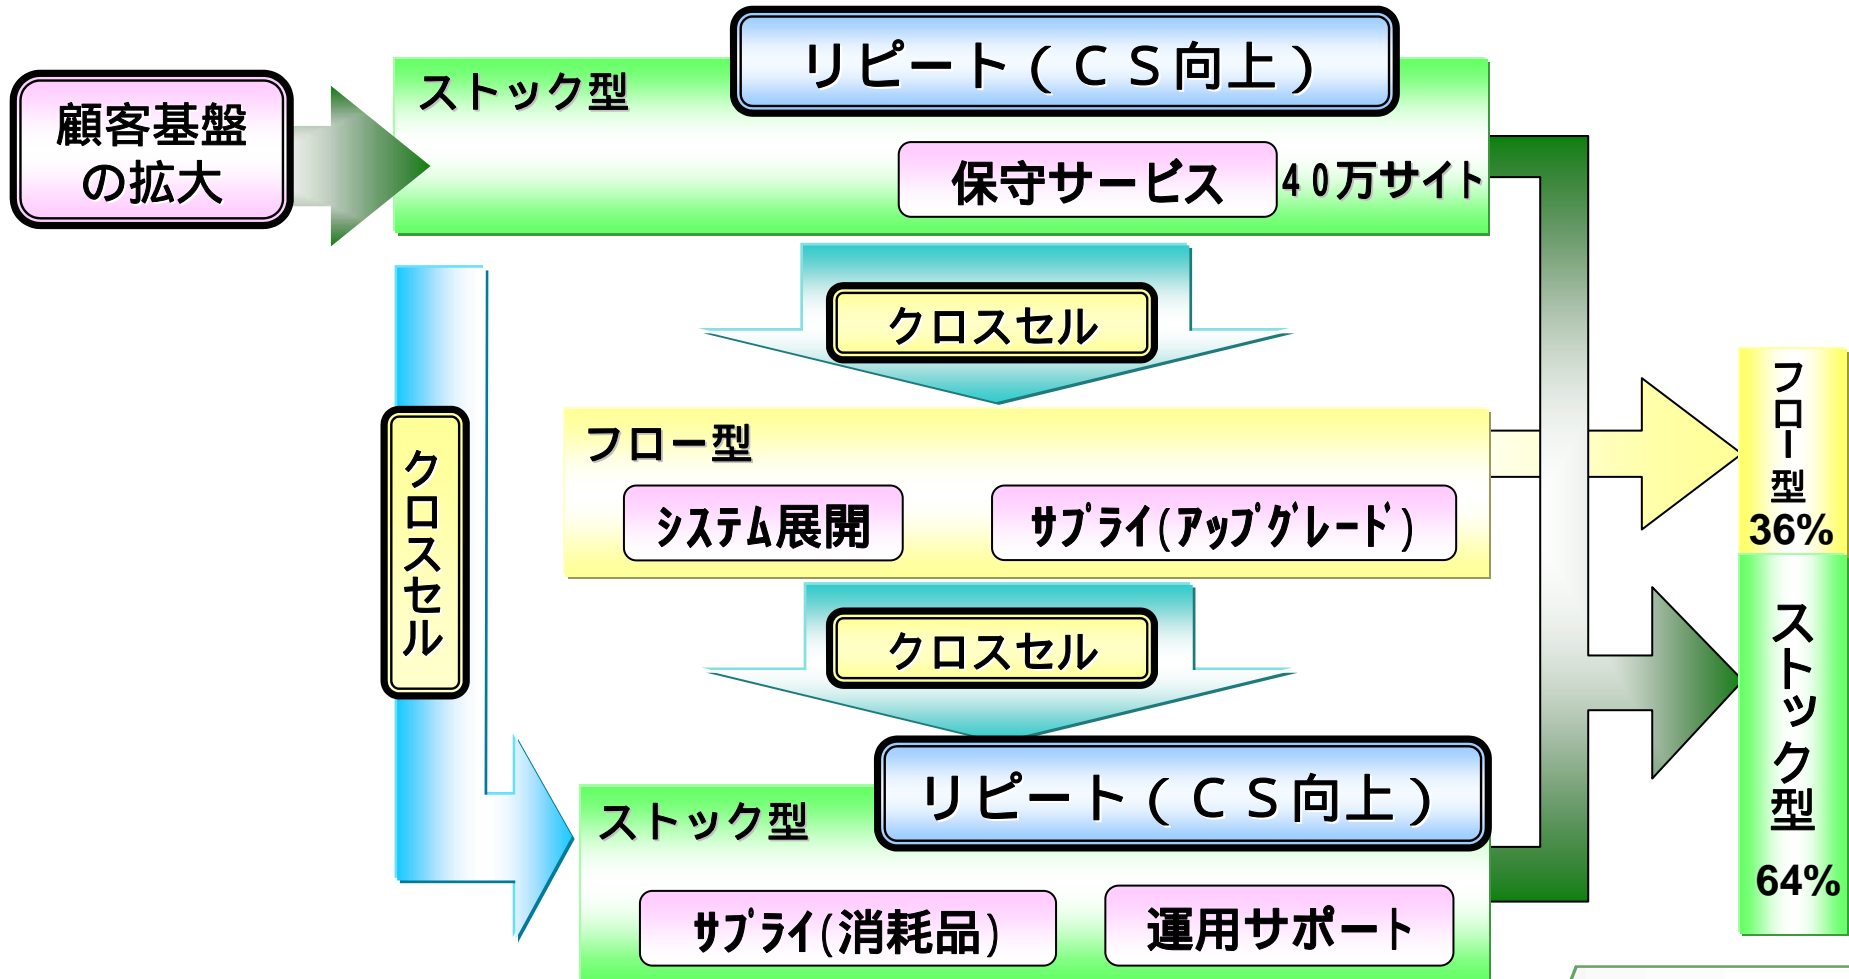 リピート（ＣＳ向上）
ストック型
顧客基盤
の拡大
保守サービス
４０万サイト
クロスセル
フロー型
システム展開
サプライ(アップグレード)
クロスセル
クロスセル
リピート（ＣＳ向上）
ストック型
サプライ(消耗品)
運用サポート
フロー型
36%
ストック型
64%